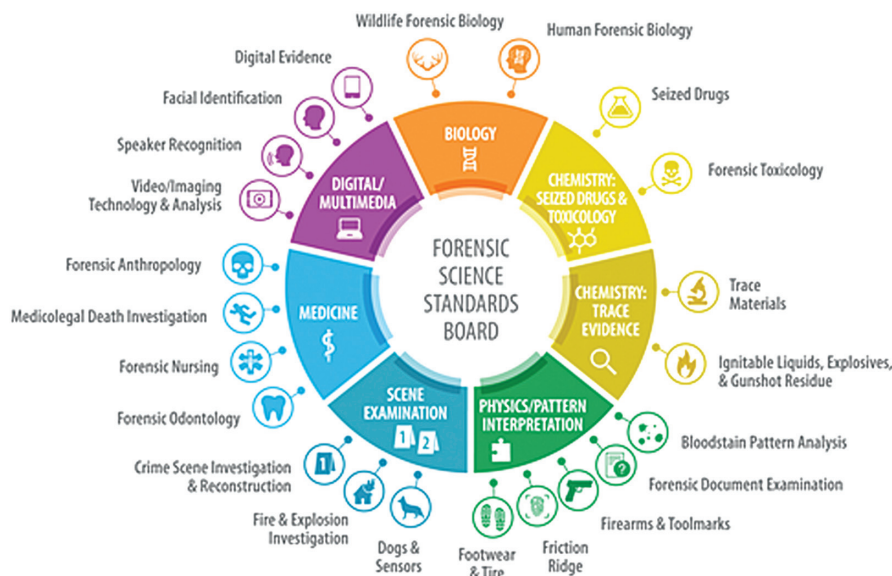 Wildlife Forensic Biology
Human Forensic Biology
Digital Evidence
Facial Identification
Speaker Recognition
Video/Imaging
Technology & Analysis
Seized Drugs
Forensic Toxicology
BIOLOGY
DIGITAL/
MULTIMEDIA
CHEMISTRY:
SEIZED DRUGS &
TOXICOLOGY
FORENSIC
SCIENCE
STANDARDS
BOARD
Forensic Anthropology
Medicolegal Death Investigation
Forensic Nursing
Forensic Odontology
MEDICINE
CHEMISTRY:
TRACE
EVIDENCE
Trace
Materials
Ignitable Liquids, Explosives,
& Gunshot Residue
SCENE
EXAMINATION
1 2
PHYSICS/PATTERN
INTERPRETATION
Crime Scene Investigation
& Reconstruction
1
Fire & Explosion
Investigation
Dogs &
Sensors
Footwear
& Tire
Friction
Ridge
Firearms & Toolmarks
Forensic Document Examination
?
Bloodstain Pattern Analysis